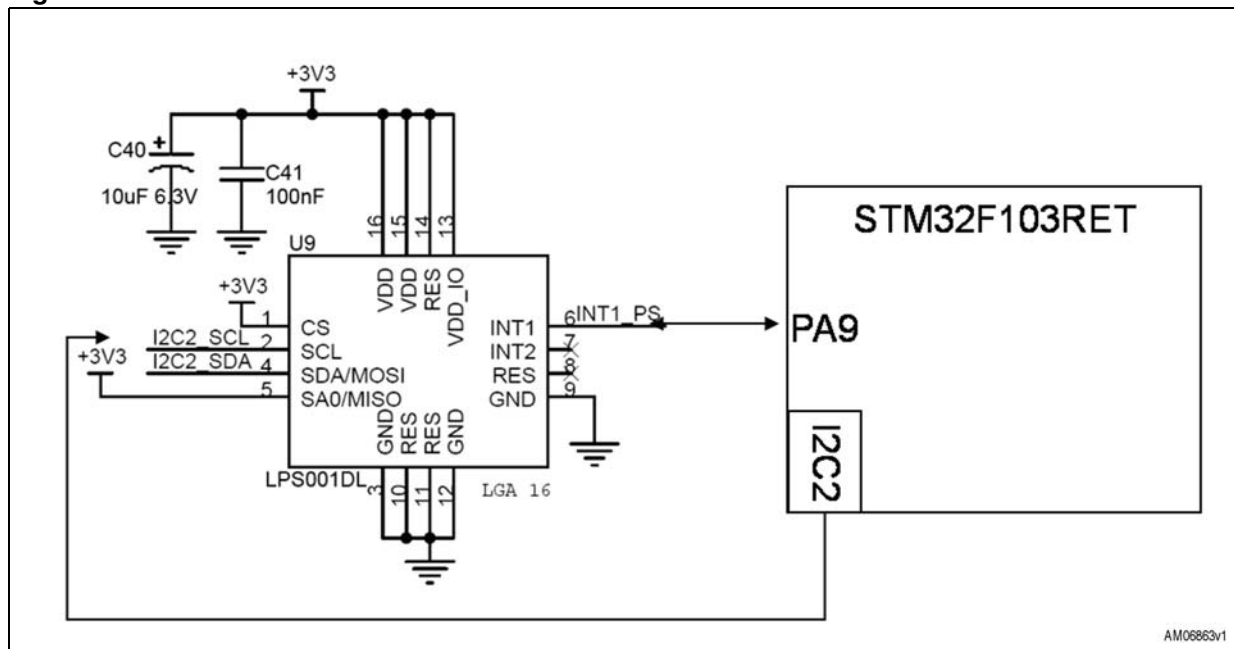 +3V3
C40
+
10uF 6.3V
C41
100nF
16
15
14
13
U9
VDD
VDD
RES
VDD_IO
STM32F103RET
+3V3
1
CS
I2C2_SCL
2
SCL
+3V3
I2C2_SDA
4
SDA/MOSI
5
SA0/MISO
INT1
6
INT1_PS
PA9
INT2
7
RES
8
GND
9
GND
RES
RES
GND
LPS001DL
3
10
11
12
LGA 16
I2C2
AM06863v1